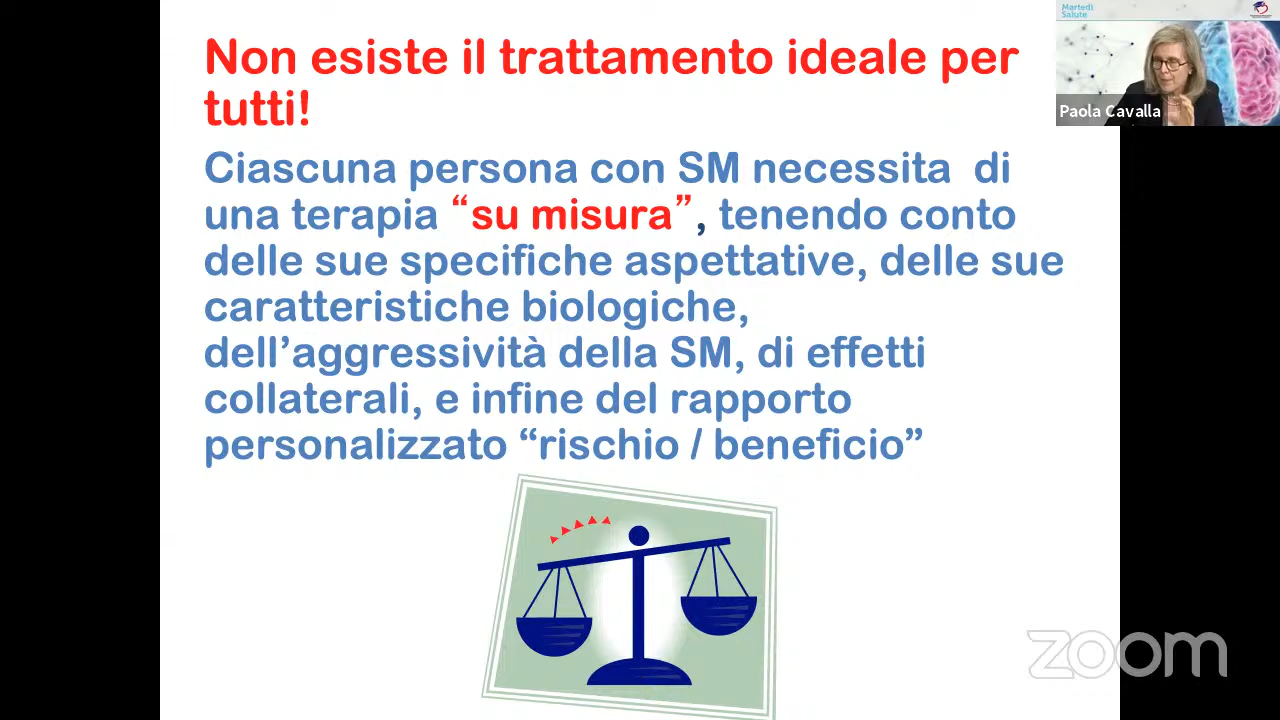 Non esiste il trattamento ideale per
tutti!
Ciascuna persona con SM necessita di
una terapia “su misura”, tenendo conto
delle sue specifiche aspettative, delle sue
caratteristiche biologiche,
dell’aggressività della SM, di effetti
collaterali, e infine del rapporto
personalizzato “rischio / beneficio”
Martedì
Salute
Paola Cavalla
zoom